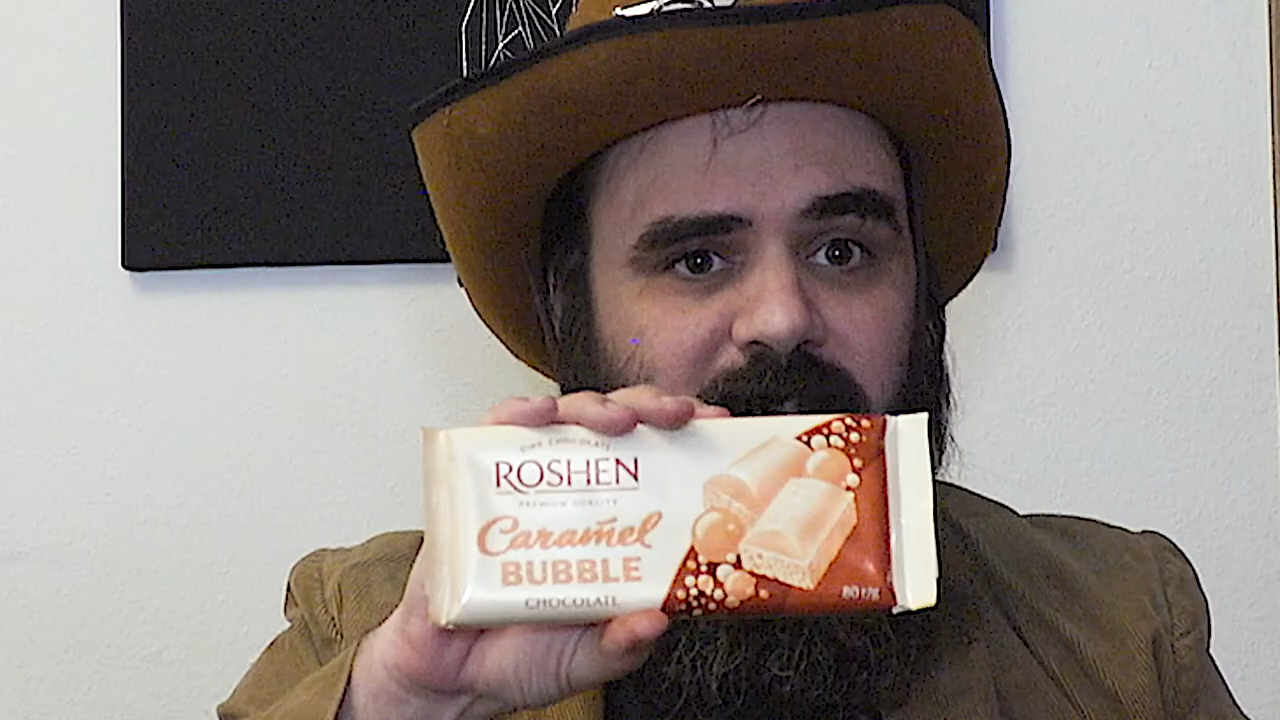 FINE CHOCOLATE
ROSHEN
PREMIUM QUALITY
Caramel
BUBBLE
CHOCOLATE